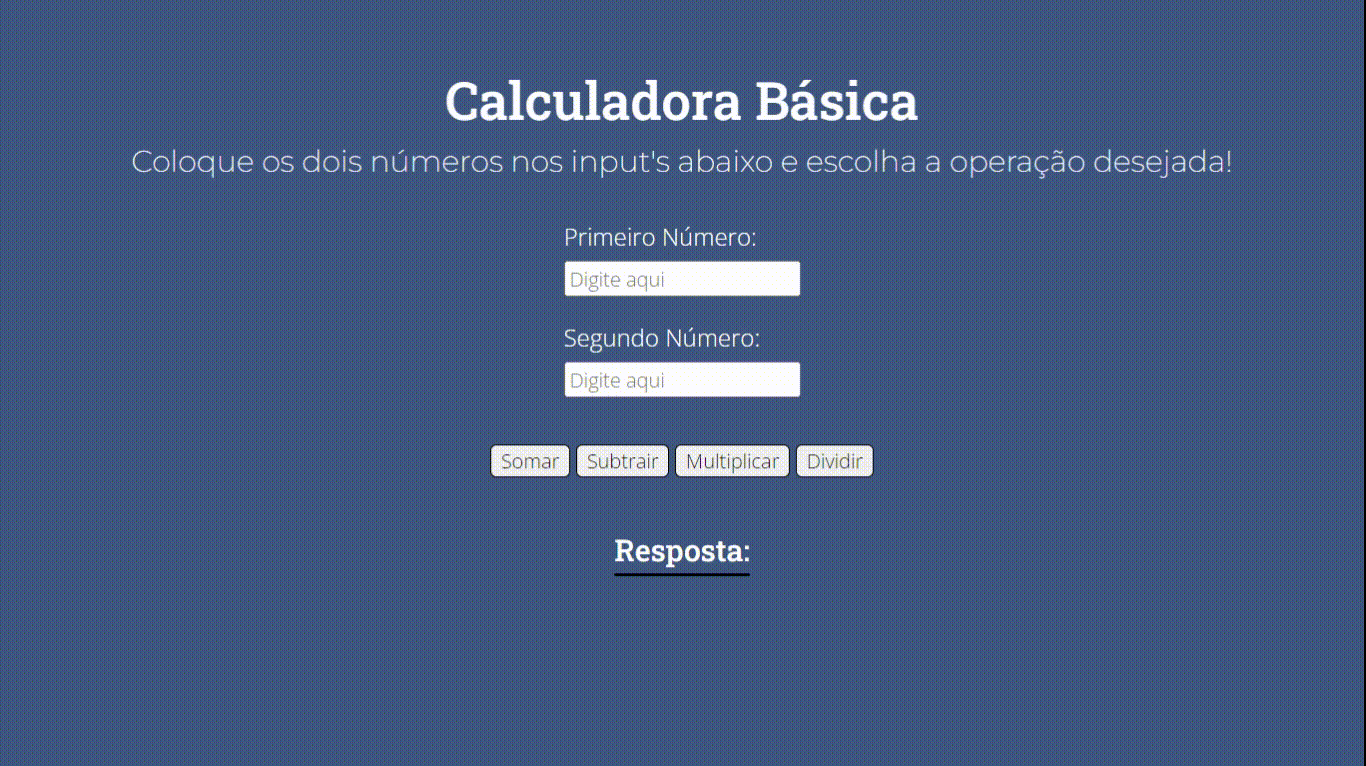 Calculadora Básica
Coloque os dois números nos input's abaixo e escolha a operação desejada!
Primeiro Número:
Digite aqui
Segundo Número:
Digite aqui
Somar Subtrair Multiplicar Dividir
Resposta: